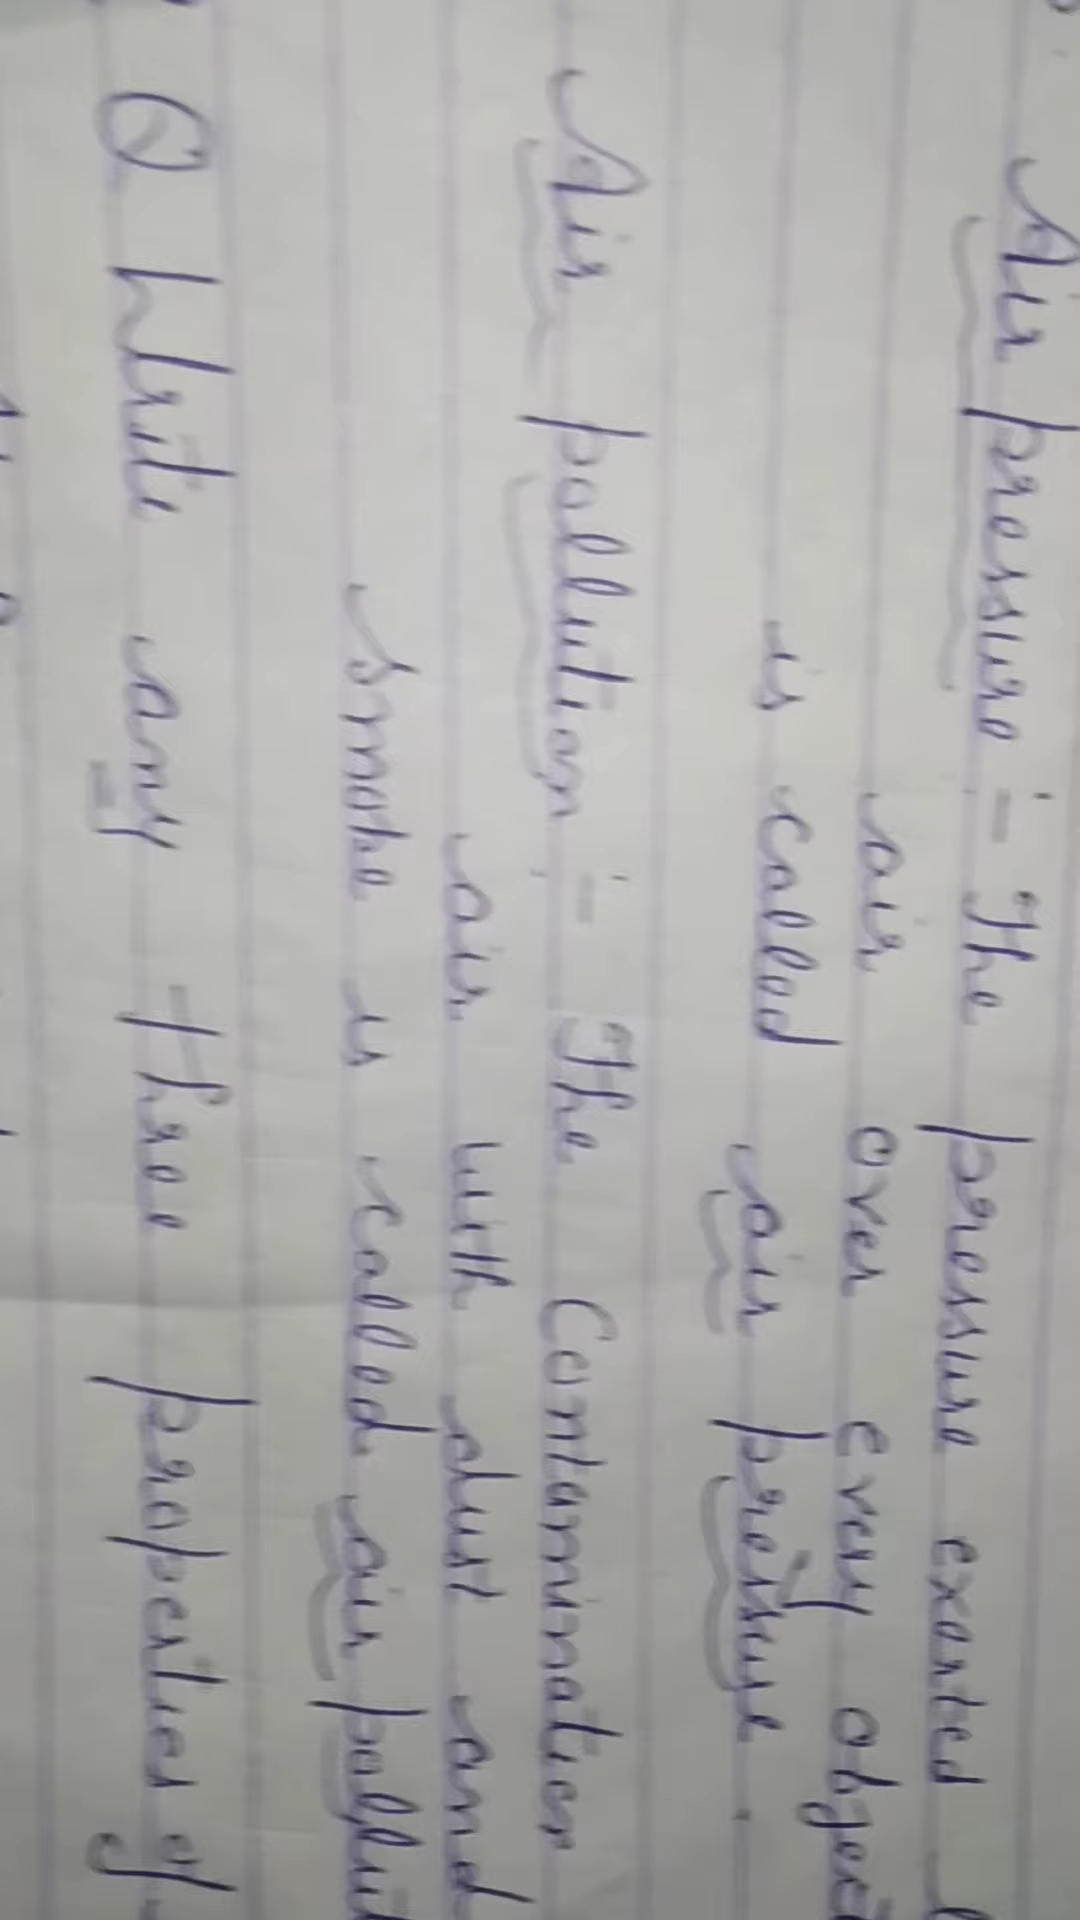 Air pressure :- The pressure exerted
air over every object
is called air pressure.
Air pollution :- The Contamination
air with dust and
smoke is called air pollut
Q Write any three properties of